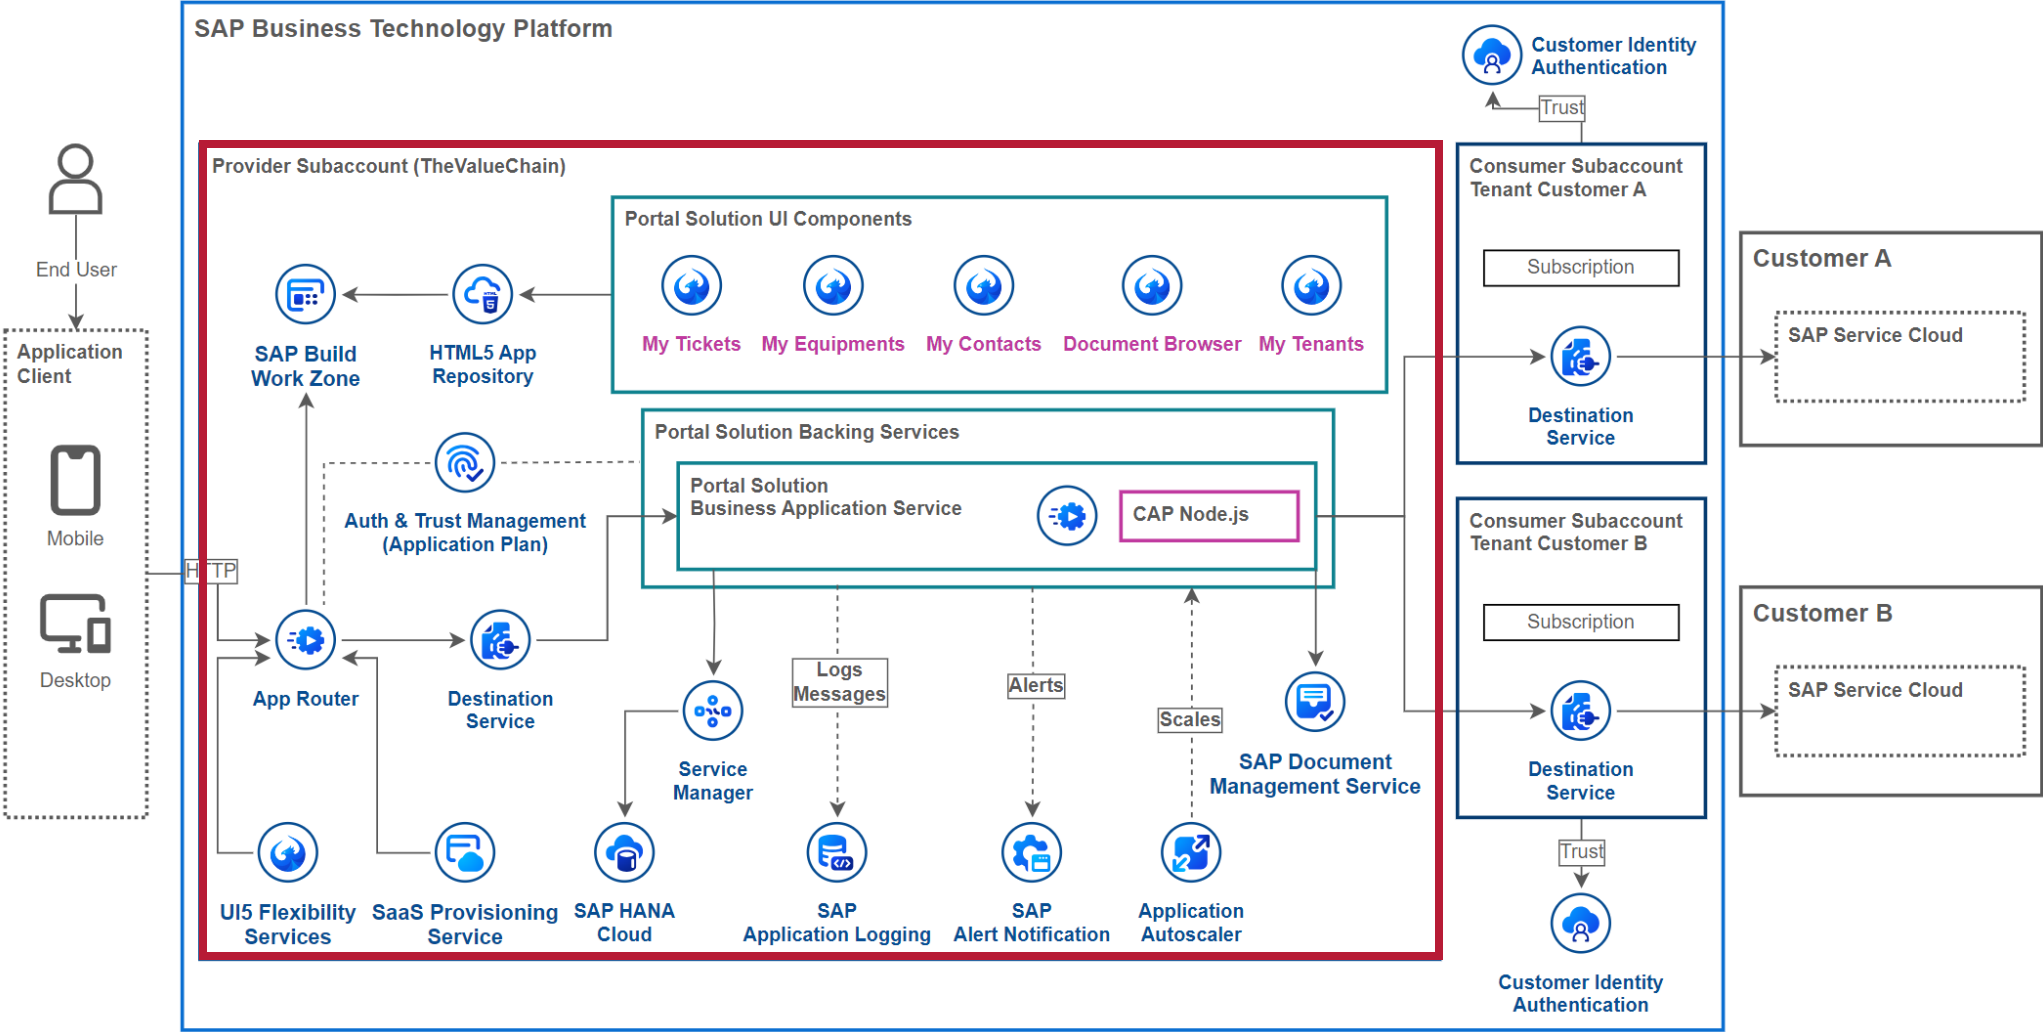 SAP Business Technology Platform
Customer Identity
Authentication
Trust
Provider Subaccount (TheValueChain)
Consumer Subaccount
Tenant Customer A
Portal Solution UI Components
My Tickets
My Equipments
My Contacts
Document Browser
My Tenants
Subscription
Customer A
SAP Service Cloud
End User
Application
Client
SAP Build
Work Zone
HTML5 App
Repository
Destination
Service
Portal Solution Backing Services
Portal Solution
Business Application Service
CAP Node.js
Auth & Trust Management
(Application Plan)
Consumer Subaccount
Tenant Customer B
Mobile
HTTP
Desktop
App Router
Destination
Service
Logs
Messages
Alerts
Scales
Subscription
Customer B
SAP Service Cloud
Service
Manager
SAP Document
Management Service
Destination
Service
Trust
UI5 Flexibility
Services
SaaS Provisioning
Service
SAP HANA
Cloud
SAP
Application Logging
SAP
Alert Notification
Application
Autoscaler
Customer Identity
Authentication